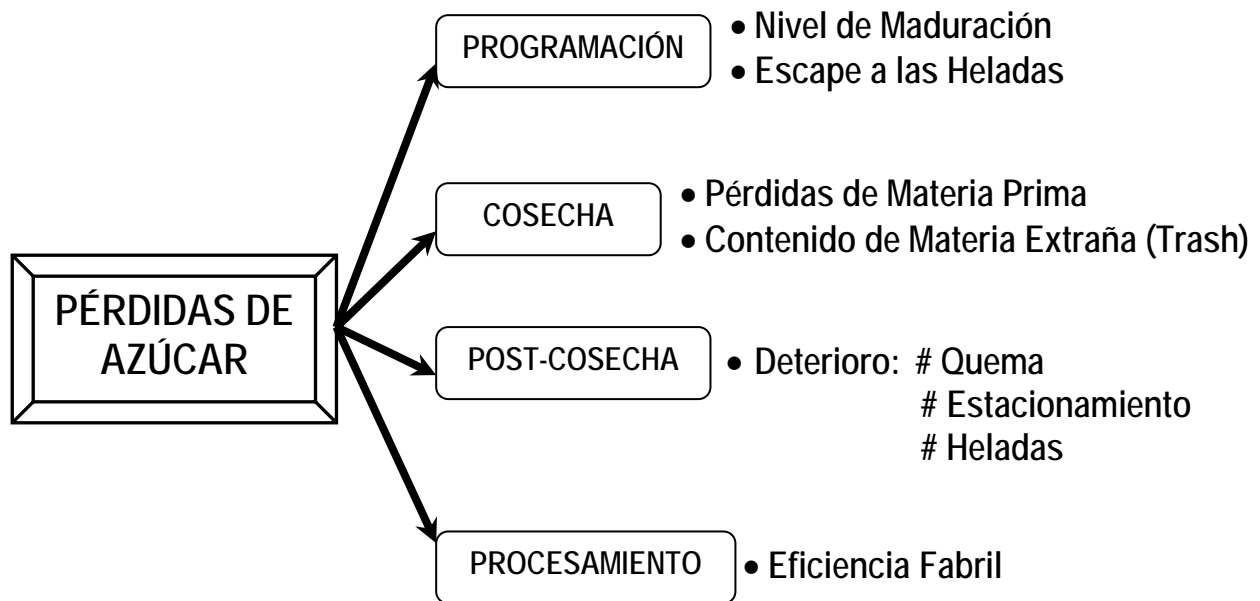 PROGRAMACIÓN
• Nivel de Maduración
• Escape a las Heladas
COSECHA
• Pérdidas de Materia Prima
• Contenido de Materia Extraña (Trash)
PÉRDIDAS DE
AZÚCAR
POST-COSECHA
• Deterioro: # Quema
# Estacionamiento
# Heladas
PROCESAMIENTO
• Eficiencia Fabril